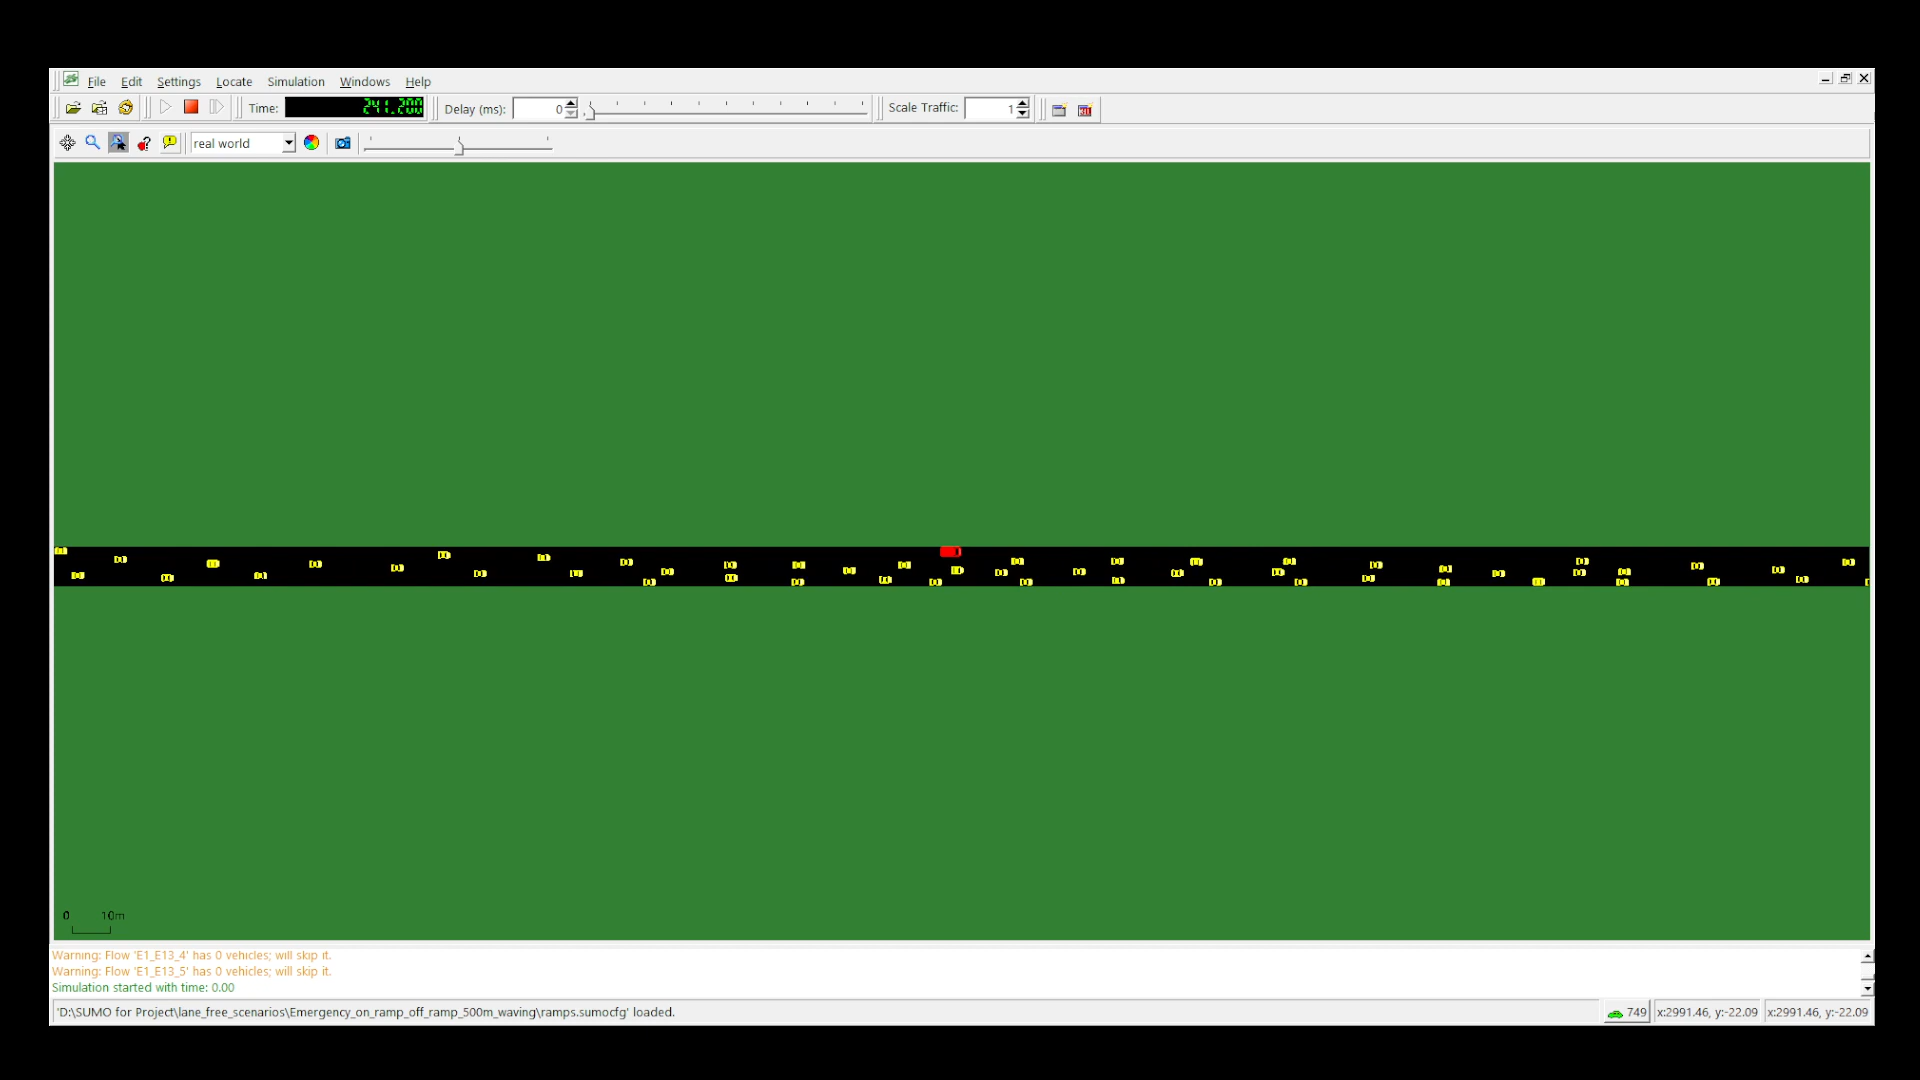 File Edit Settings Locate Simulation Windows Help
Time: 241.200 Delay (ms): 0 Scale Traffic: 1
real world
0 10m
Warning: Flow 'E1_E13_4' has 0 vehicles; will skip it.
Warning: Flow 'E1_E13_5' has 0 vehicles; will skip it.
Simulation started with time: 0.00
'D:\SUMO for Project\lane_free_scenarios\Emergency_on_ramp_off_ramp_500m_waving\ramps.sumocfg' loaded. 749 x:2991.46, y:-22.09 x:2991.46, y:-22.09